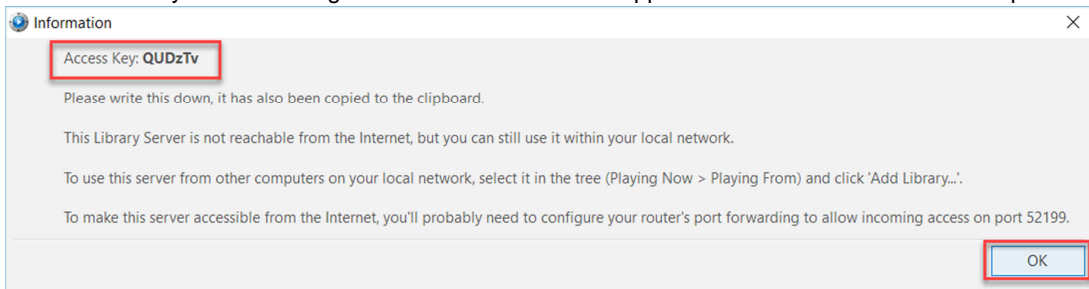 Information
Access Key: QUDzTv
Please write this down, it has also been copied to the clipboard.
This Library Server is not reachable from the Internet, but you can still use it within your local network.
To use this server from other computers on your local network, select it in the tree (Playing Now > Playing From) and click 'Add Library...'.
To make this server accessible from the Internet, you'll probably need to configure your router's port forwarding to allow incoming access on port 52199.
OK